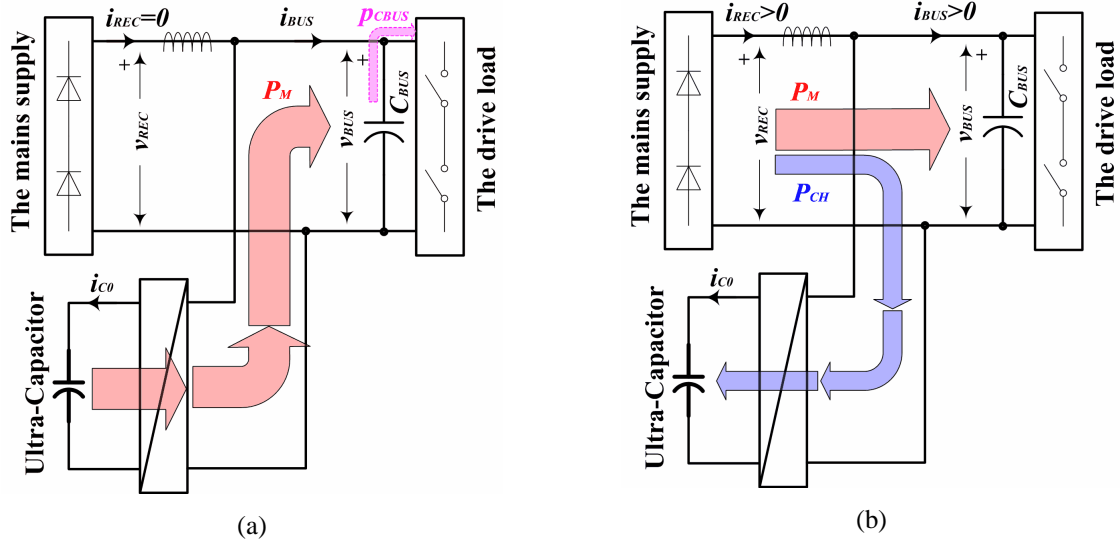 i_REC=0
i_BUS
p_CBUS
The mains supply
+
v_REC
P_M
+
v_BUS
C_BUS
The drive load
i_C0
Ultra-Capacitor
(a)
i_REC>0
i_BUS>0
The mains supply
+
v_REC
P_M
P_CH
+
v_BUS
C_BUS
The drive load
i_C0
Ultra-Capacitor
(b)